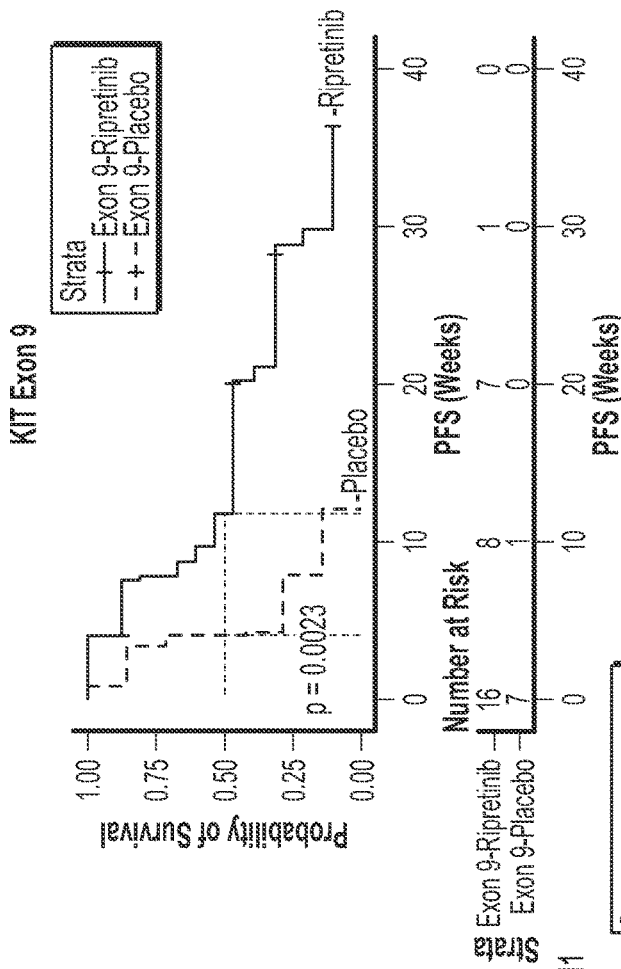 KIT Exon 9
Strata
Exon 9-Ripretinib
Exon 9-Placebo
Probability of Survival
1.00
0.75
0.50
0.25
0.00
p = 0.0023
-Ripretinib
-Placebo
0 10 20 30 40
PFS (Weeks)
Number at Risk
Strata
Exon 9-Ripretinib 16 8 7 1 0
Exon 9-Placebo 7 1 0 0 0
0 10 20 30 40
PFS (Weeks)